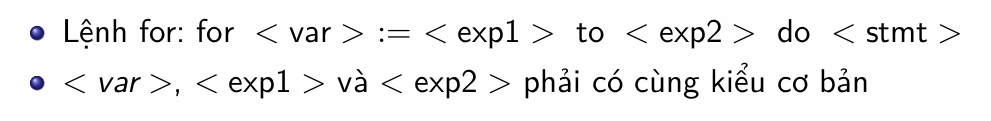 • Lệnh for: for < var > := < exp1 > to < exp2 > do < stmt >
• < var >, < exp1 > và < exp2 > phải có cùng kiểu cơ bản